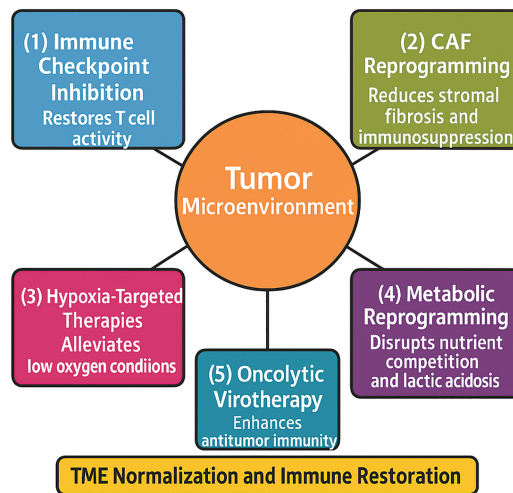 (1) Immune
Checkpoint
Inhibition
Restores T cell
activity
(2) CAF
Reprogramming
Reduces stromal
fibrosis and
immunosuppression
Tumor
Microenvironment
(3) Hypoxia-Targeted
Therapies
Alleviates
low oxygen condiions
(4) Metabolic
Reprogramming
Disrupts nutrient
competition
and lactic acidosis
(5) Oncolytic
Virotherapy
Enhances
antitumor immunity
TME Normalization and Immune Restoration